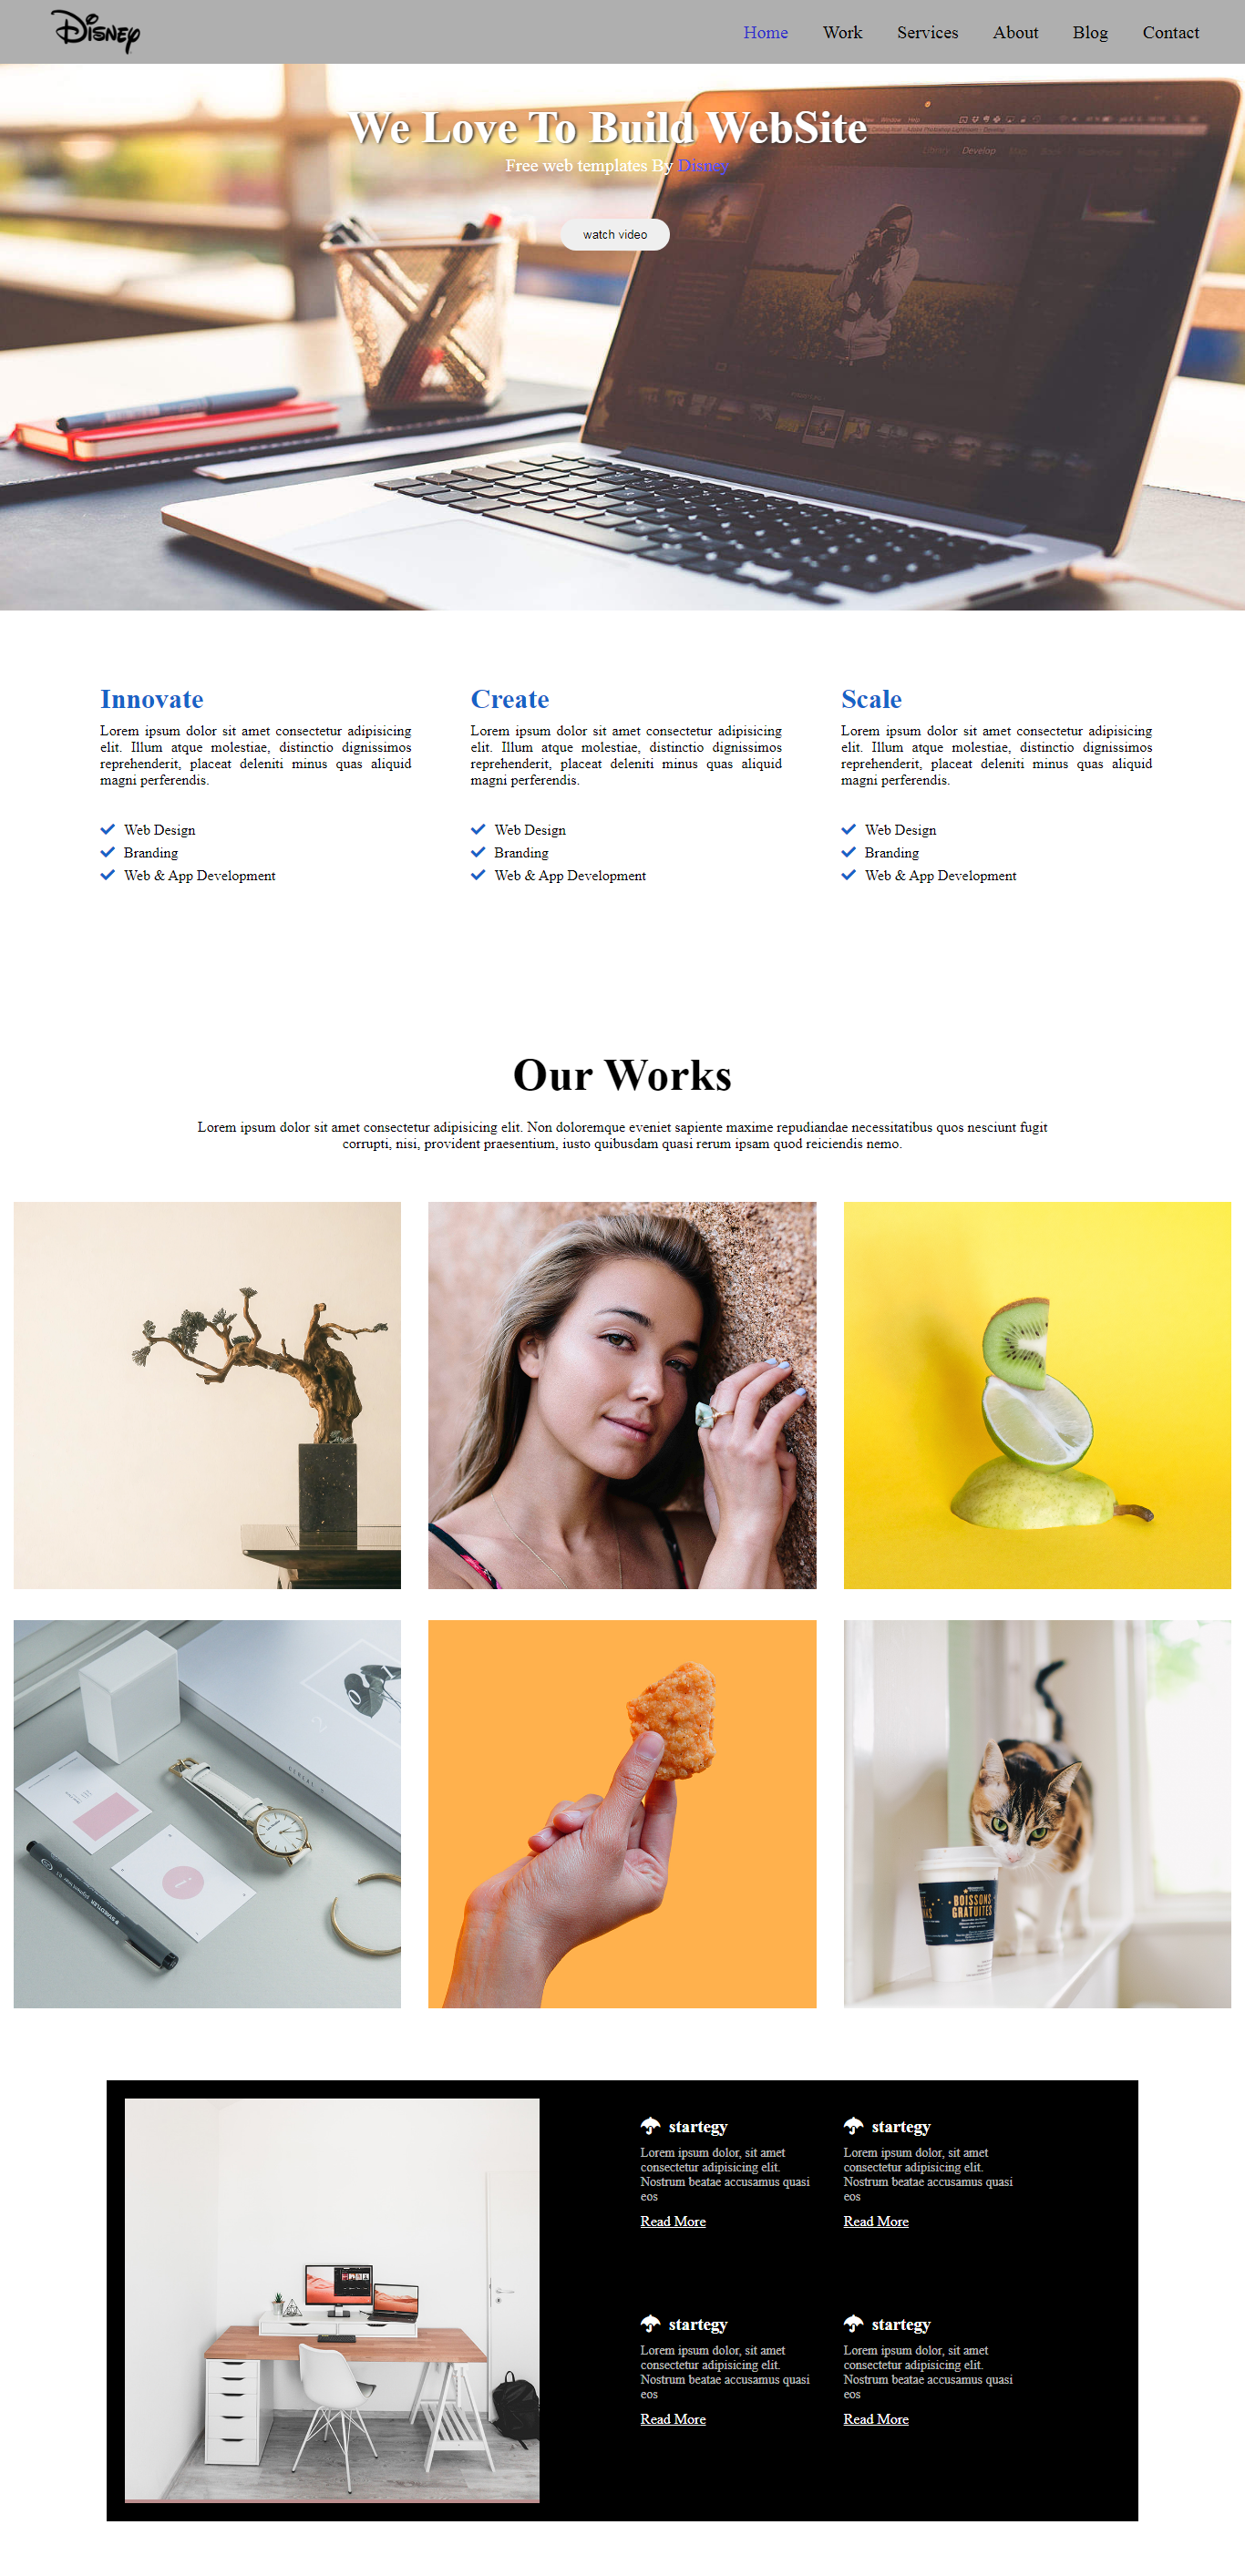 Disney
Home Work Services About Blog Contact
We Love To Build WebSite
Free web templates By Disney
watch video
Develop
Innovate
Lorem ipsum dolor sit amet consectetur adipisicing
elit. Illum atque molestiae, distinctio dignissimos
reprehenderit, placeat deleniti minus quas aliquid
magni perferendis.
Web Design
Branding
Web & App Development
Create
Lorem ipsum dolor sit amet consectetur adipisicing
elit. Illum atque molestiae, distinctio dignissimos
reprehenderit, placeat deleniti minus quas aliquid
magni perferendis.
Web Design
Branding
Web & App Development
Scale
Lorem ipsum dolor sit amet consectetur adipisicing
elit. Illum atque molestiae, distinctio dignissimos
reprehenderit, placeat deleniti minus quas aliquid
magni perferendis.
Web Design
Branding
Web & App Development
Our Works
Lorem ipsum dolor sit amet consectetur adipisicing elit. Non doloremque eveniet sapiente maxime repudiandae necessitatibus quos nesciunt fugit
corrupti, nisi, provident praesentium, iusto quibusdam quasi rerum ipsam quod reiciendis nemo.
BOISSONS
GRATUITES
startegy
Lorem ipsum dolor, sit amet
consectetur adipisicing elit.
Nostrum beatae accusamus quasi
eos
Read More
startegy
Lorem ipsum dolor, sit amet
consectetur adipisicing elit.
Nostrum beatae accusamus quasi
eos
Read More
startegy
Lorem ipsum dolor, sit amet
consectetur adipisicing elit.
Nostrum beatae accusamus quasi
eos
Read More
startegy
Lorem ipsum dolor, sit amet
consectetur adipisicing elit.
Nostrum beatae accusamus quasi
eos
Read More